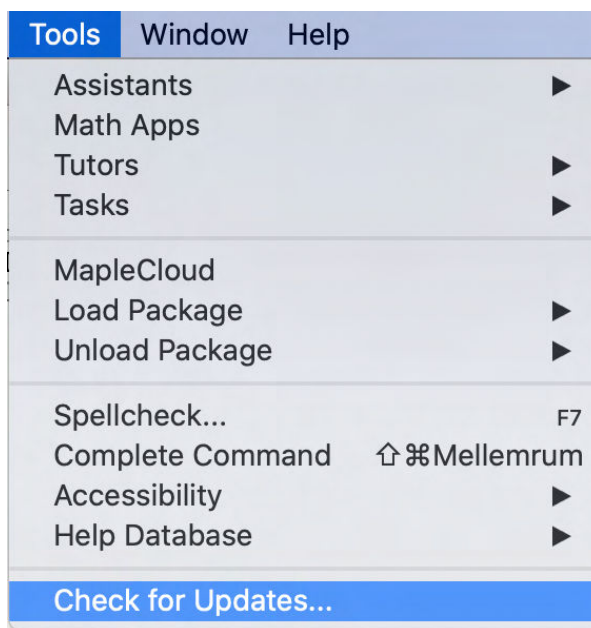 Tools Window Help
Assistants ▶
Math Apps
Tutors ▶
Tasks ▶
MapleCloud
Load Package ▶
Unload Package ▶
Spellcheck... F7
Complete Command ⇧⌘Mellemrum
Accessibility ▶
Help Database ▶
Check for Updates...